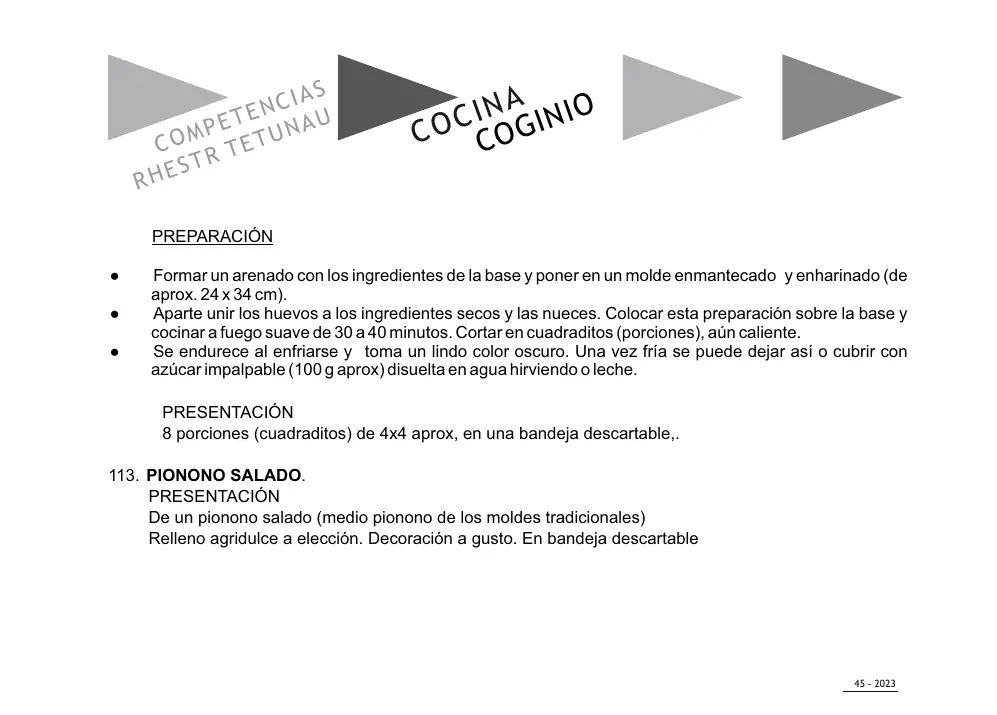 COMPETENCIAS
RHESTR TETUNAU
COCINA
COGINIO
PREPARACIÓN
● Formar un arenado con los ingredientes de la base y poner en un molde enmantecado y enharinado (de
aprox. 24 x 34 cm).
● Aparte unir los huevos a los ingredientes secos y las nueces. Colocar esta preparación sobre la base y
cocinar a fuego suave de 30 a 40 minutos. Cortar en cuadraditos (porciones), aún caliente.
● Se endurece al enfriarse y toma un lindo color oscuro. Una vez fría se puede dejar así o cubrir con
azúcar impalpable (100 g aprox) disuelta en agua hirviendo o leche.
PRESENTACIÓN
8 porciones (cuadraditos) de 4x4 aprox, en una bandeja descartable,.
113. PIONONO SALADO.
PRESENTACIÓN
De un pionono salado (medio pionono de los moldes tradicionales)
Relleno agridulce a elección. Decoración a gusto. En bandeja descartable
45 - 2023